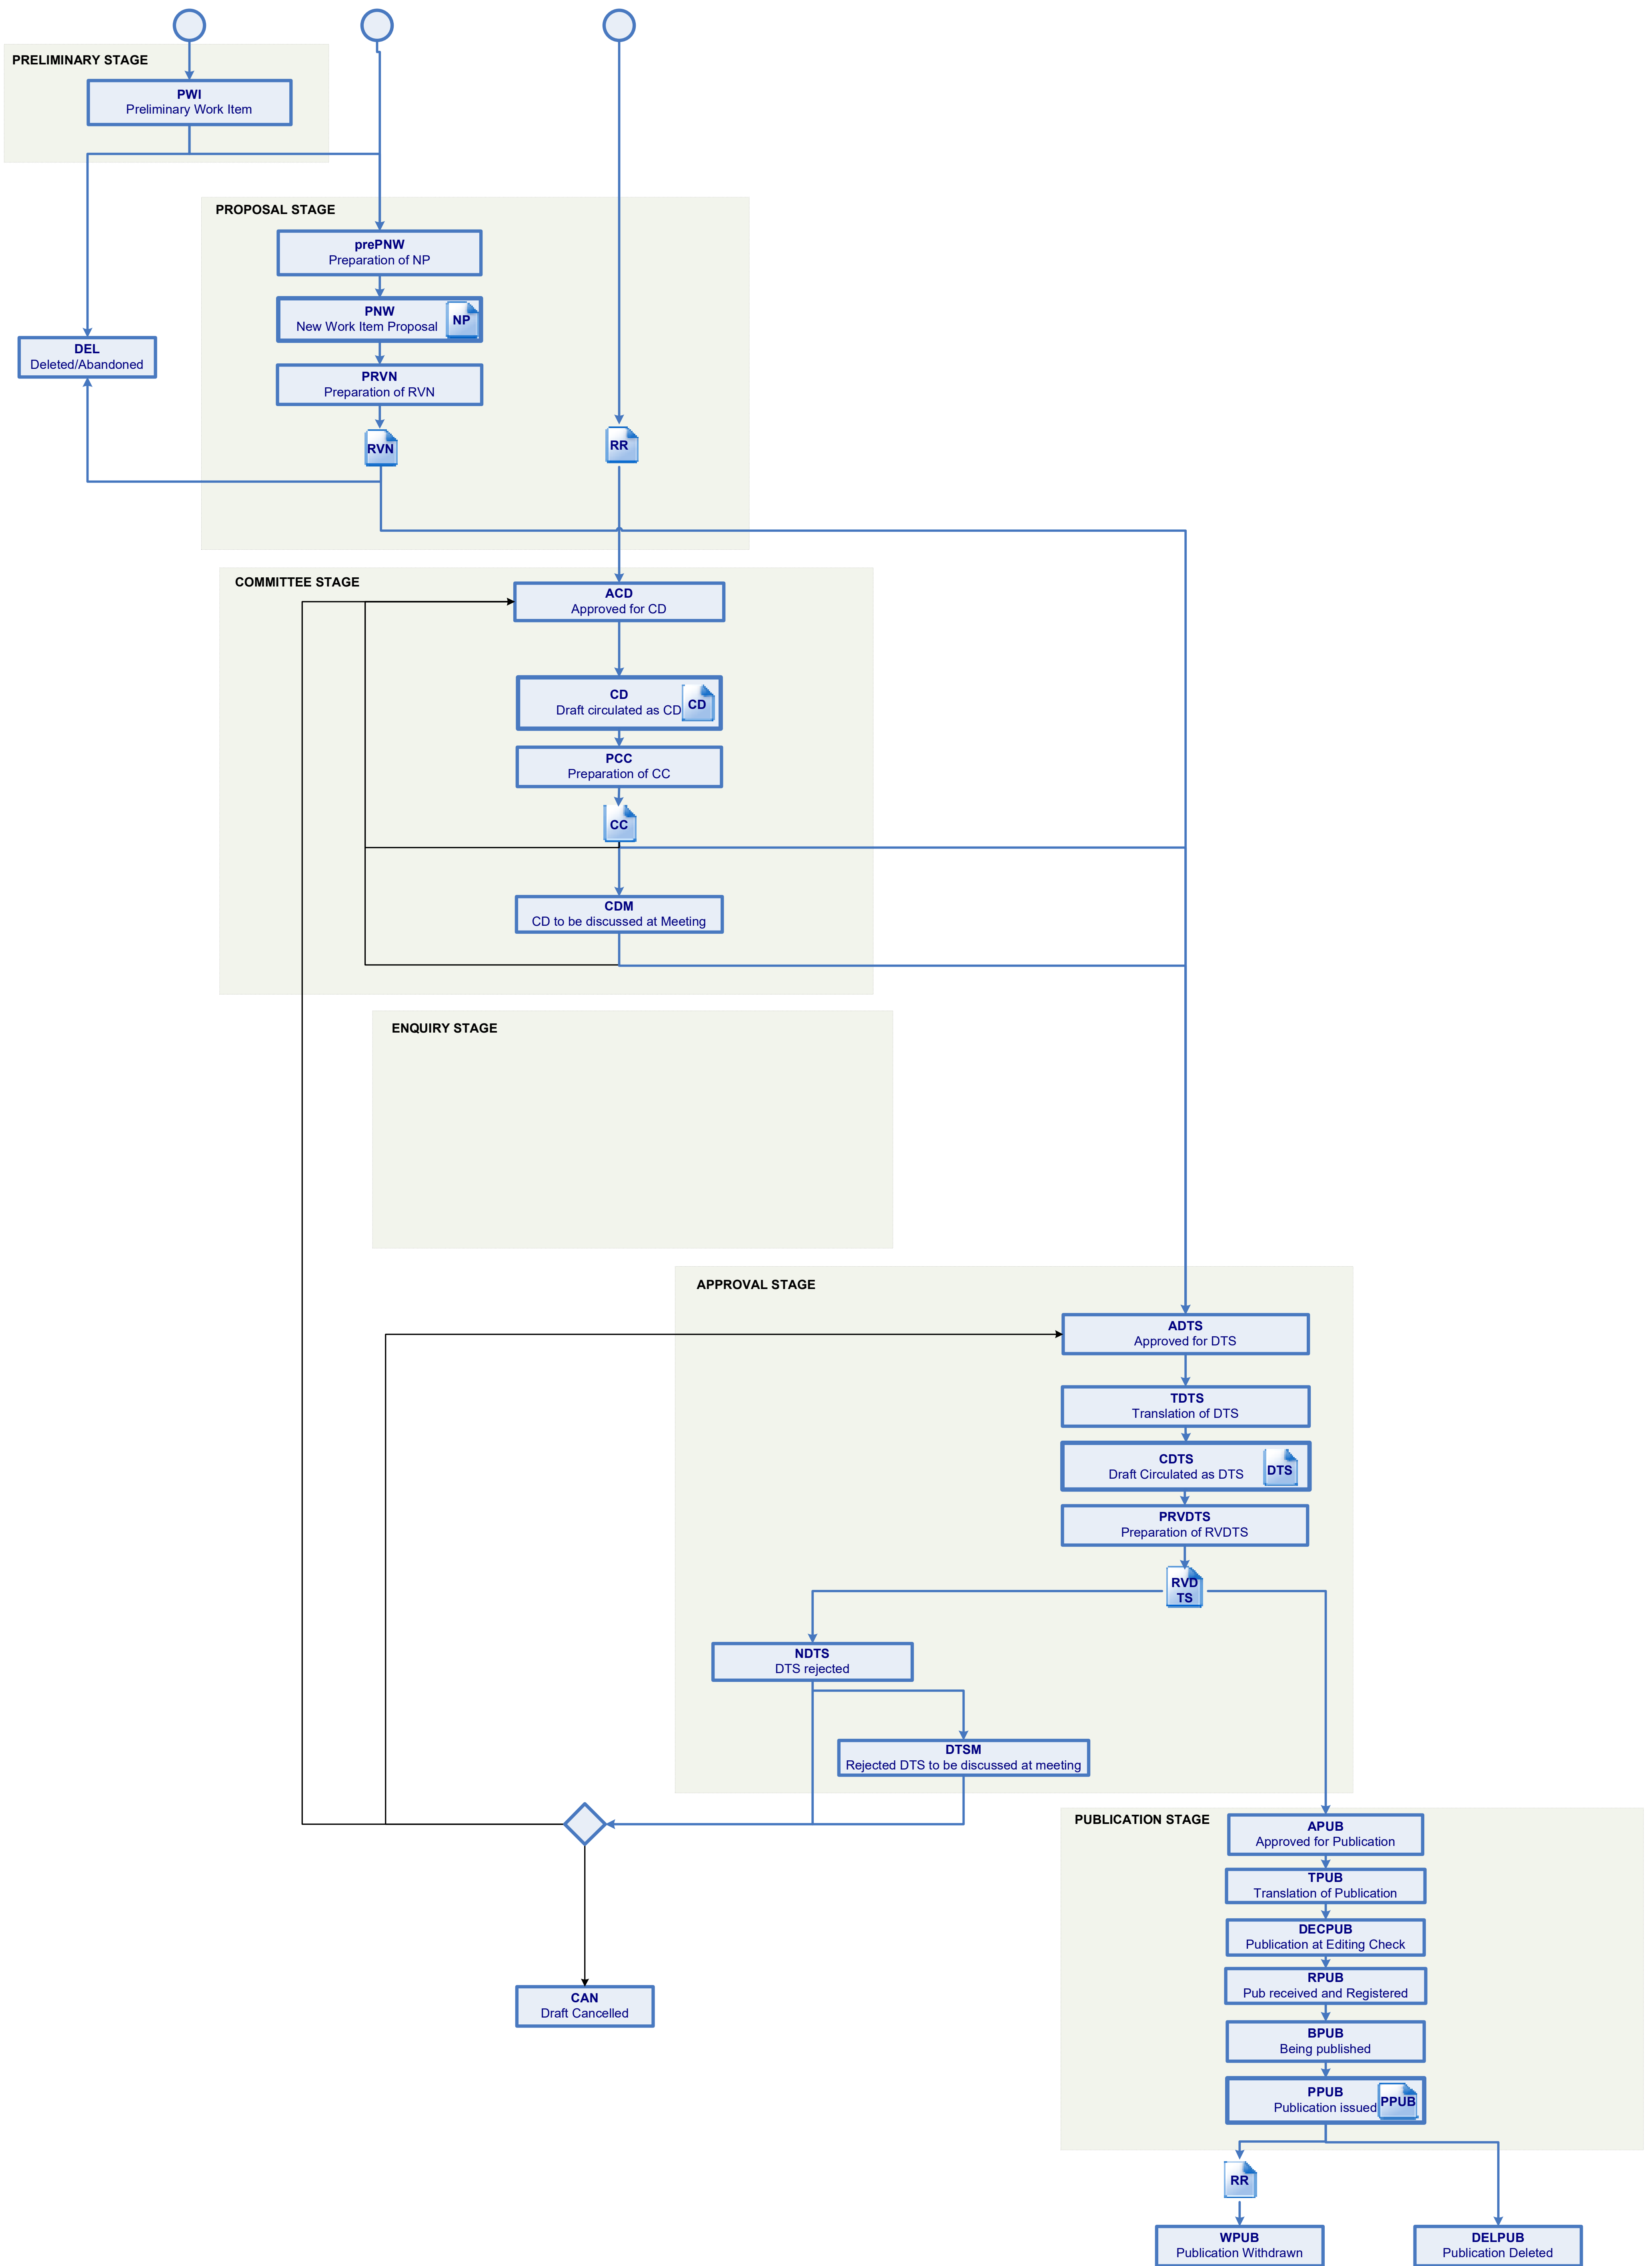 PRELIMINARY STAGE
PWI
Preliminary Work Item
PROPOSAL STAGE
prePNW
Preparation of NP
PNW
New Work Item Proposal
NP
DEL
Deleted/Abandoned
PRVN
Preparation of RVN
RVN
RR
COMMITTEE STAGE
ACD
Approved for CD
CD
Draft circulated as CD
CD
PCC
Preparation of CC
CC
CDM
CD to be discussed at Meeting
ENQUIRY STAGE
APPROVAL STAGE
ADTS
Approved for DTS
TDTS
Translation of DTS
CDTS
Draft Circulated as DTS
DTS
PRVDTS
Preparation of RVDTS
RVD
TS
NDTS
DTS rejected
DTSM
Rejected DTS to be discussed at meeting
PUBLICATION STAGE
APUB
Approved for Publication
TPUB
Translation of Publication
DECPUB
Publication at Editing Check
RPUB
Pub received and Registered
CAN
Draft Cancelled
BPUB
Being published
PPUB
Publication issued
PPUB
RR
WPUB
Publication Withdrawn
DELPUB
Publication Deleted